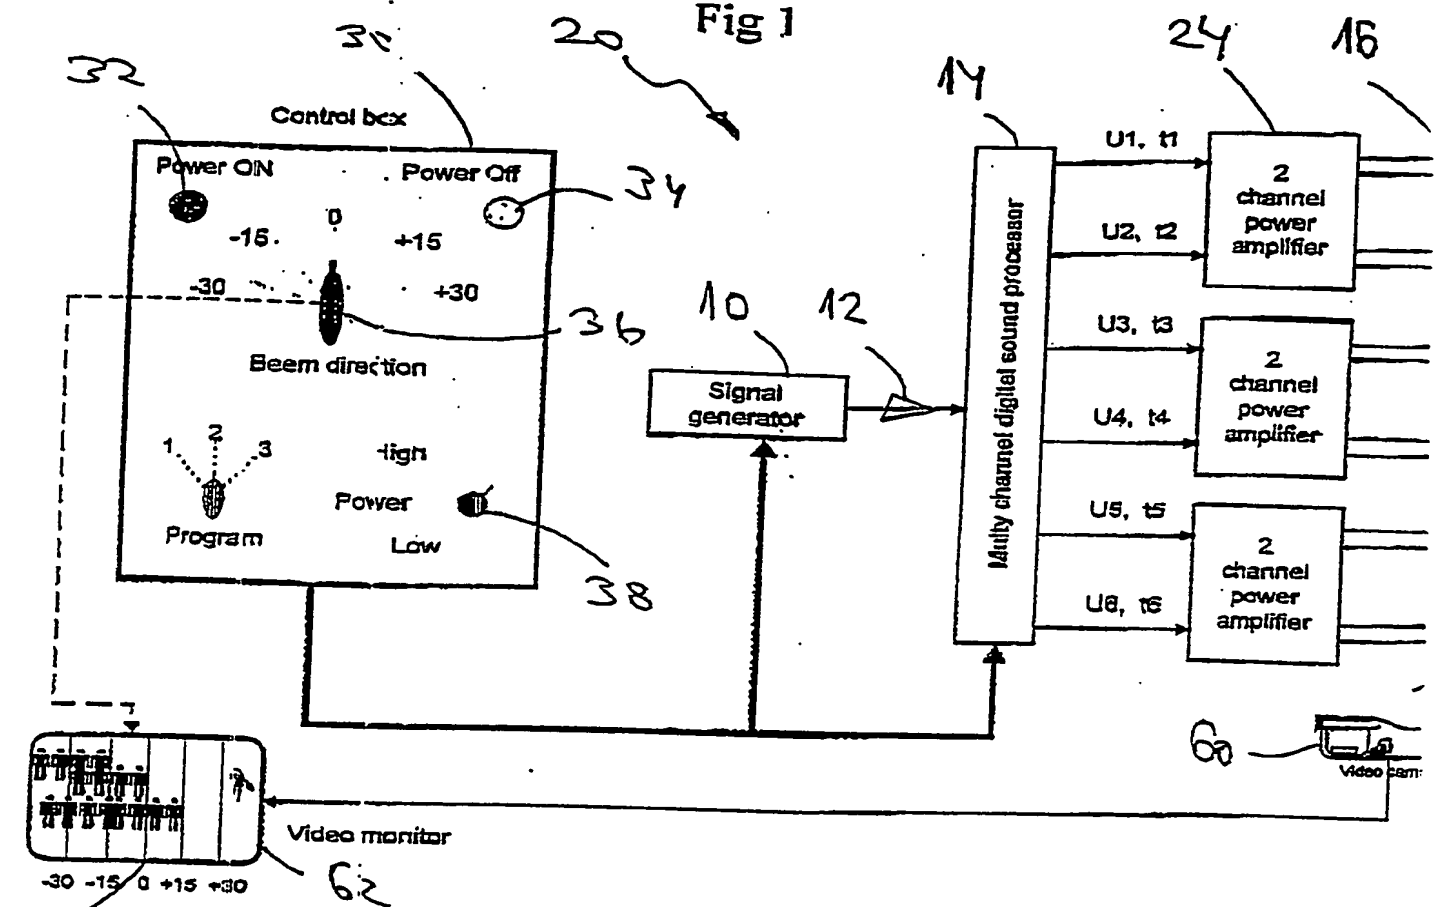 Fig 1
20
32
24
16
14
Control box
Power ON
Power Off
34
0
-15
+15
-30
+30
36
Beem direction
1
2
3
Program
High
Power
Low
38
10
12
Signal
generator
Multy channel digital sound processor
U1, t1
U2, t2
U3, t3
U4, t4
U5, t5
U6, t6
2
channel
power
amplifier
2
channel
power
amplifier
2
channel
power
amplifier
60
Video cam
Video monitor
62
-30 -15 0 +15 +30